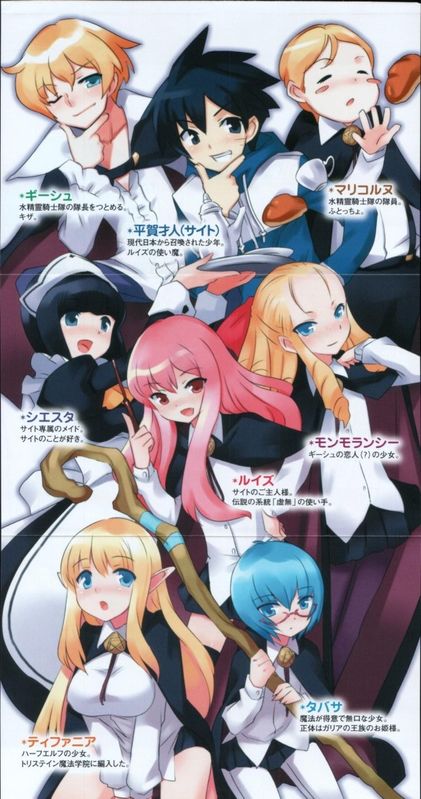 *ギーシュ
水精霊騎士隊の隊長をつとめる。
キザ。
*平賀才人(サイト)
現代日本から召喚された少年。
ルイズの使い魔。
*マリコルヌ
水精霊騎士隊の隊員。
ふとっちょ。
*シエスタ
サイト専属のメイド。
サイトのことが好き。
*モンモランシー
ギーシュの恋人(?)の少女。
*ルイズ
サイトのご主人様。
伝説の系統「虚無」の使い手。
*タバサ
魔法が得意で無口な少女。
正体はガリアの王族のお姫様。
*ティファニア
ハーフエルフの少女。
トリステイン魔法学院に編入した。